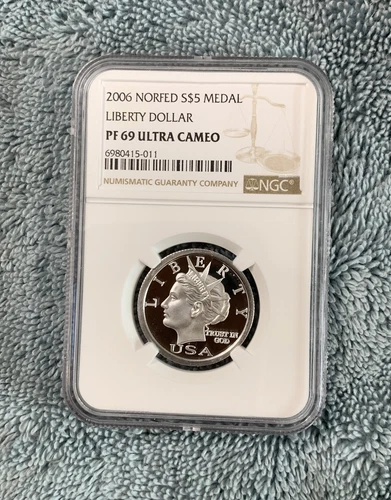 2006 NORFED S$5 MEDAL
LIBERTY DOLLAR
PF 69 ULTRA CAMEO
6980415-011
NUMISMATIC GUARANTY COMPANY
NGC®
LIBERTY
TRUST IN
GOD
USA